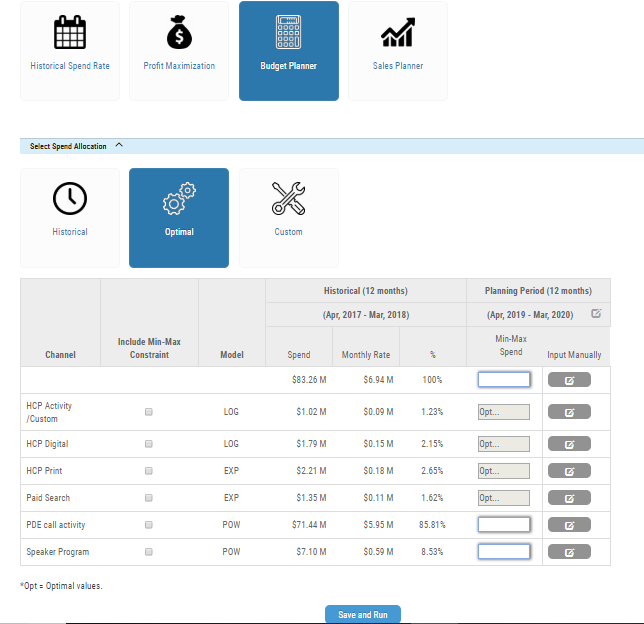 Historical Spend Rate
Profit Maximization
Budget Planner
Sales Planner
Select Spend Allocation
Historical
Optimal
Custom
Historical (12 months) Planning Period (12 months)
(Apr, 2017 - Mar, 2018) (Apr, 2019 - Mar, 2020)
Channel Include Min-Max Constraint Model Spend Monthly Rate % Min-Max Spend Input Manually
$83.26 M $6.94 M 100%
HCP Activity /Custom LOG $1.02 M $0.09 M 1.23% Opt...
HCP Digital LOG $1.79 M $0.15 M 2.15% Opt...
HCP Print EXP $2.21 M $0.18 M 2.65% Opt...
Paid Search EXP $1.35 M $0.11 M 1.62% Opt...
PDE call activity POW $71.44 M $5.95 M 85.81%
Speaker Program POW $7.10 M $0.59 M 8.53%
*Opt = Optimal values.
Save and Run